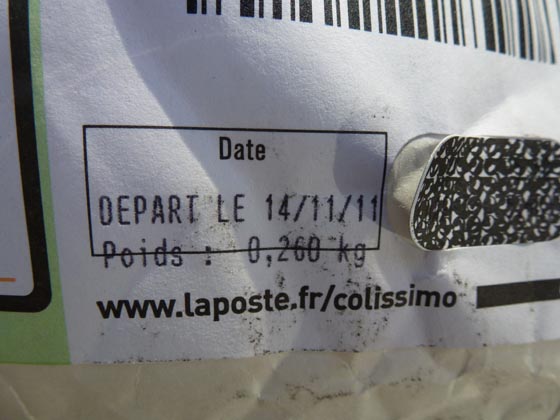 Date
DEPART LE 14/11/11
Poids : 0,260 kg
www.laposte.fr/colissimo